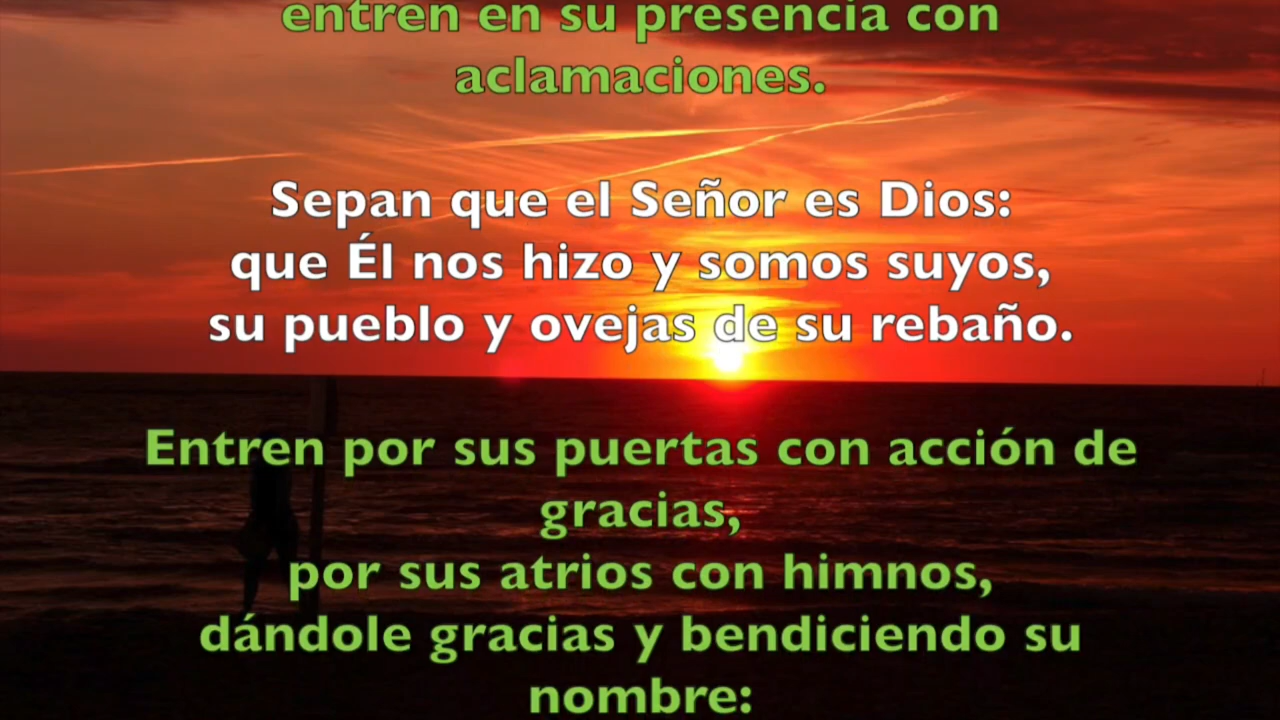 entren en su presencia con
aclamaciones.
Sepan que el Señor es Dios:
que Él nos hizo y somos suyos,
su pueblo y ovejas de su rebaño.
Entren por sus puertas con acción de
gracias,
por sus atrios con himnos,
dándole gracias y bendiciendo su
nombre: